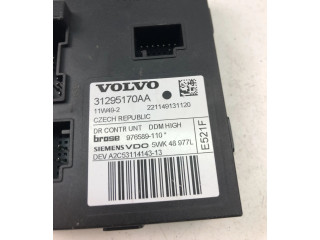 VOLVO
31295170AA
11W49-2 221149131120
CZECH REPUBLIC
DR CONTR UNT DDM HIGH
brose 976589-110*
SIEMENS VDO 5WK 48 977L
DEV A2C53114143-13
E521F